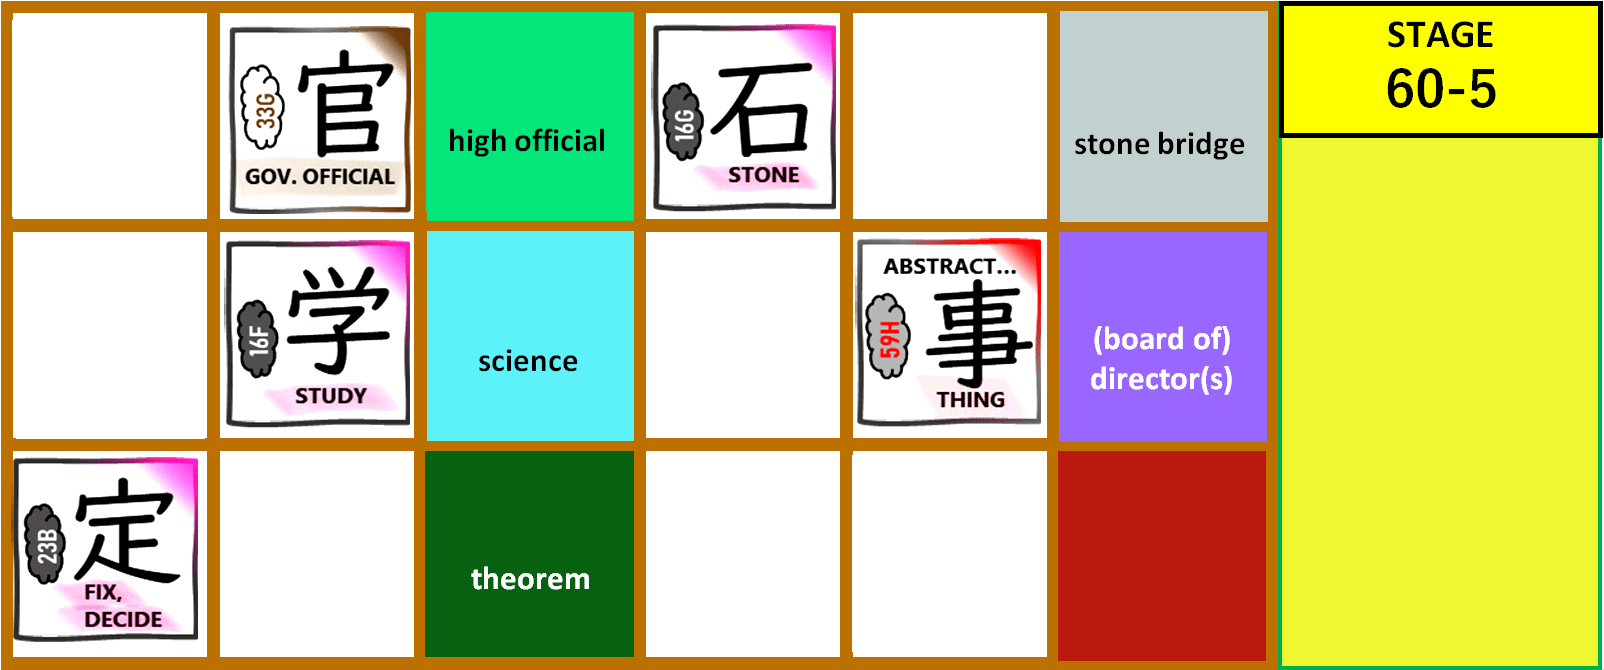 33G
官
GOV. OFFICIAL
high official
16G
石
STONE
stone bridge
STAGE
60-5
16F
学
STUDY
science
ABSTRACT...
59H
事
THING
(board of)
director(s)
23B
定
FIX,
DECIDE
theorem